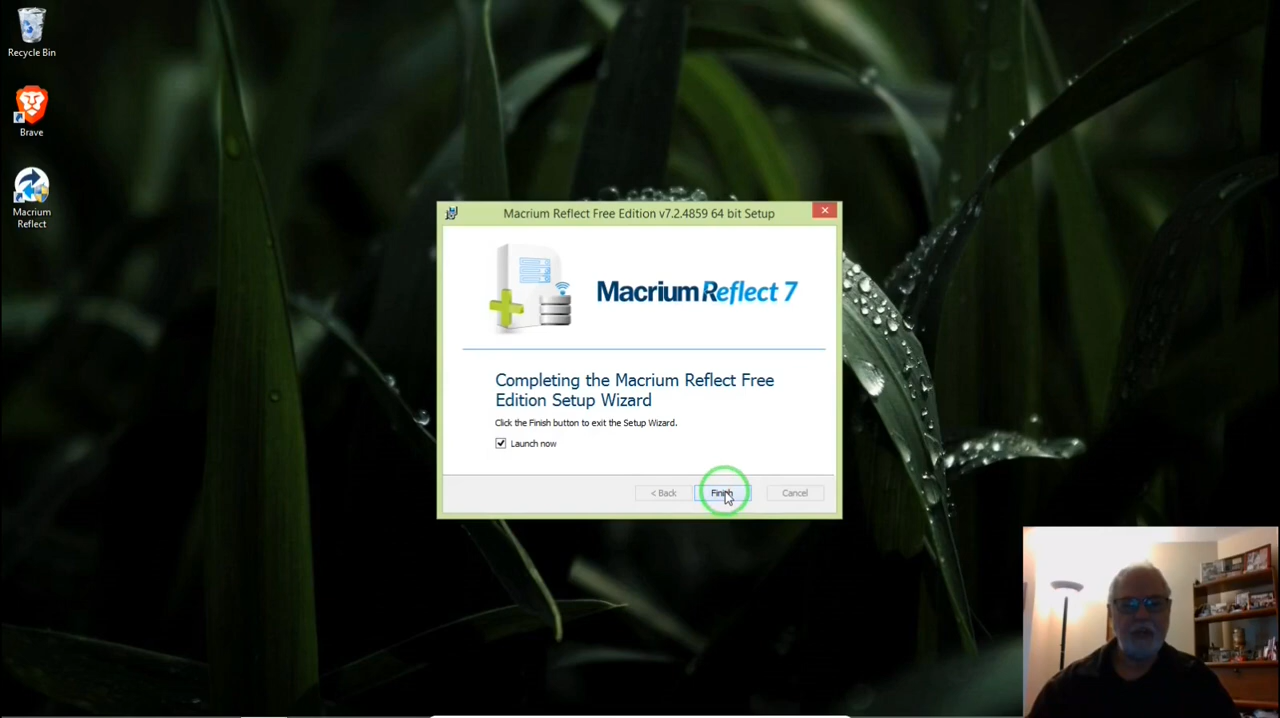 Recycle Bin
Brave
Macrium
Reflect
Macrium Reflect Free Edition v7.2.4859 64 bit Setup
Macrium Reflect 7
Completing the Macrium Reflect Free
Edition Setup Wizard
Click the Finish button to exit the Setup Wizard.
Launch now
< Back
Finish
Cancel